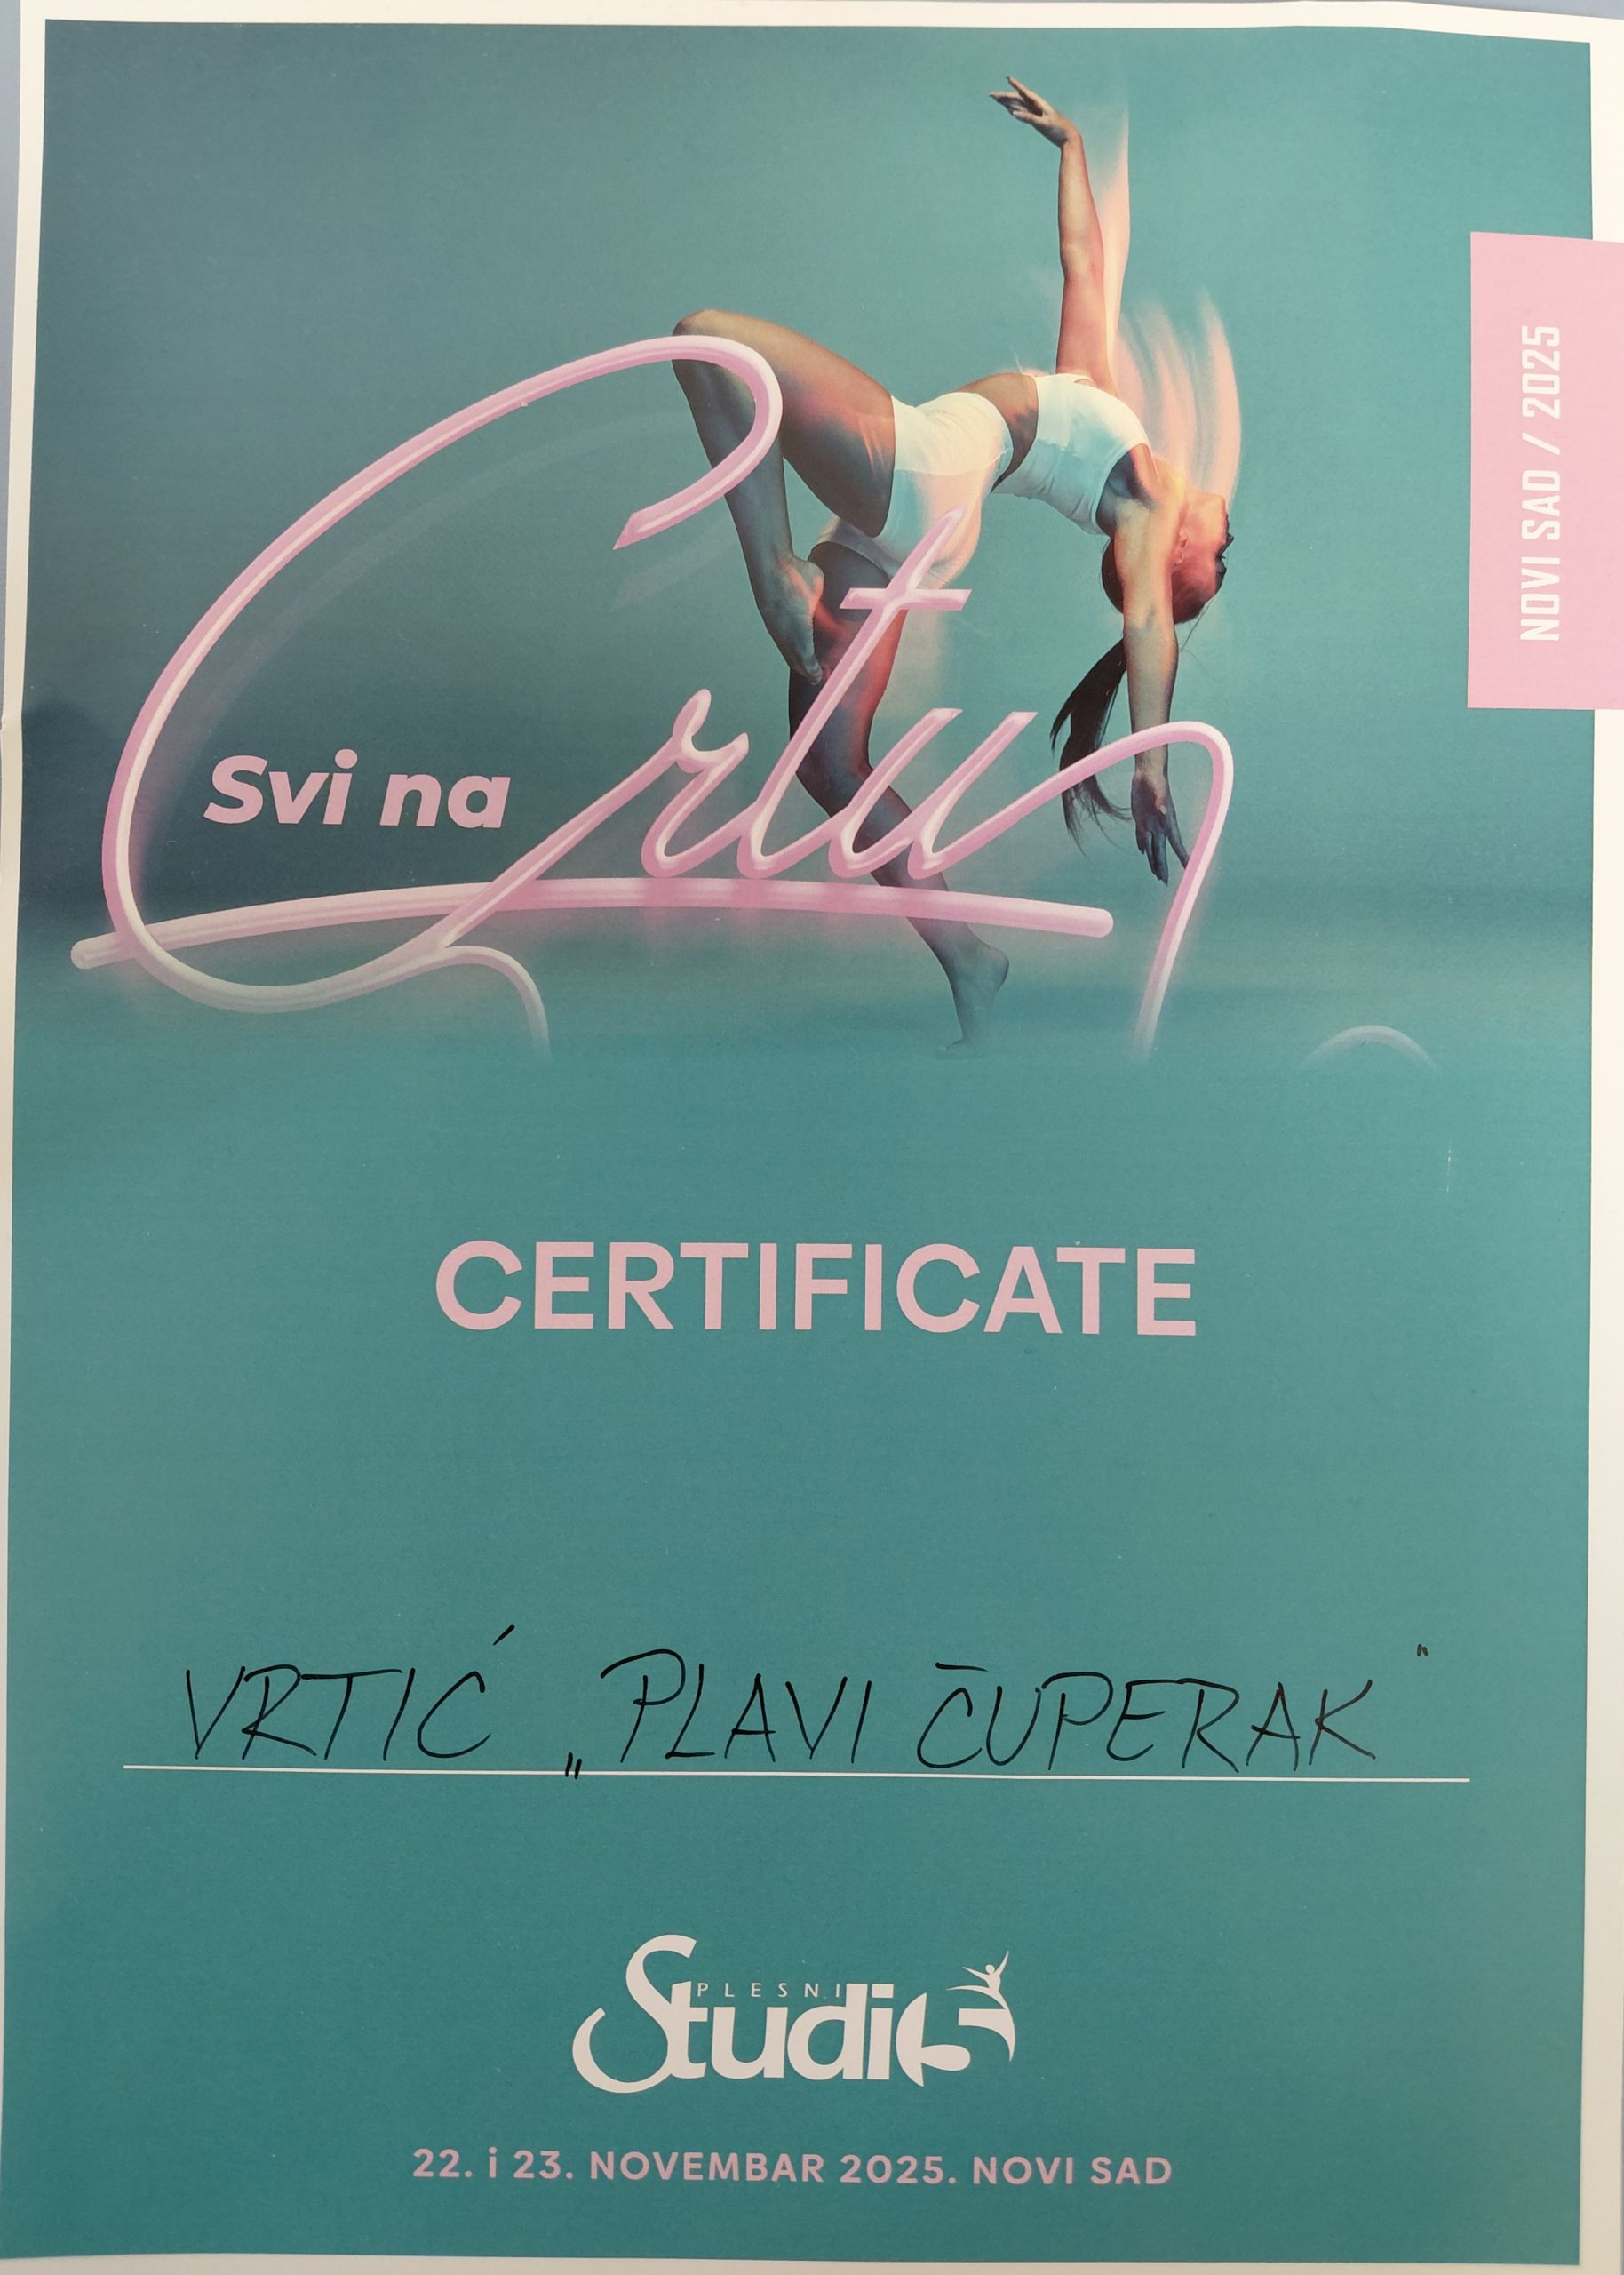 NOVI SAD / 2025
Svi na
Crtu
CERTIFICATE
VRTIĆ „PLAVI ČUPERAK"
PLESNI
Studio 5
22. i 23. NOVEMBAR 2025. NOVI SAD